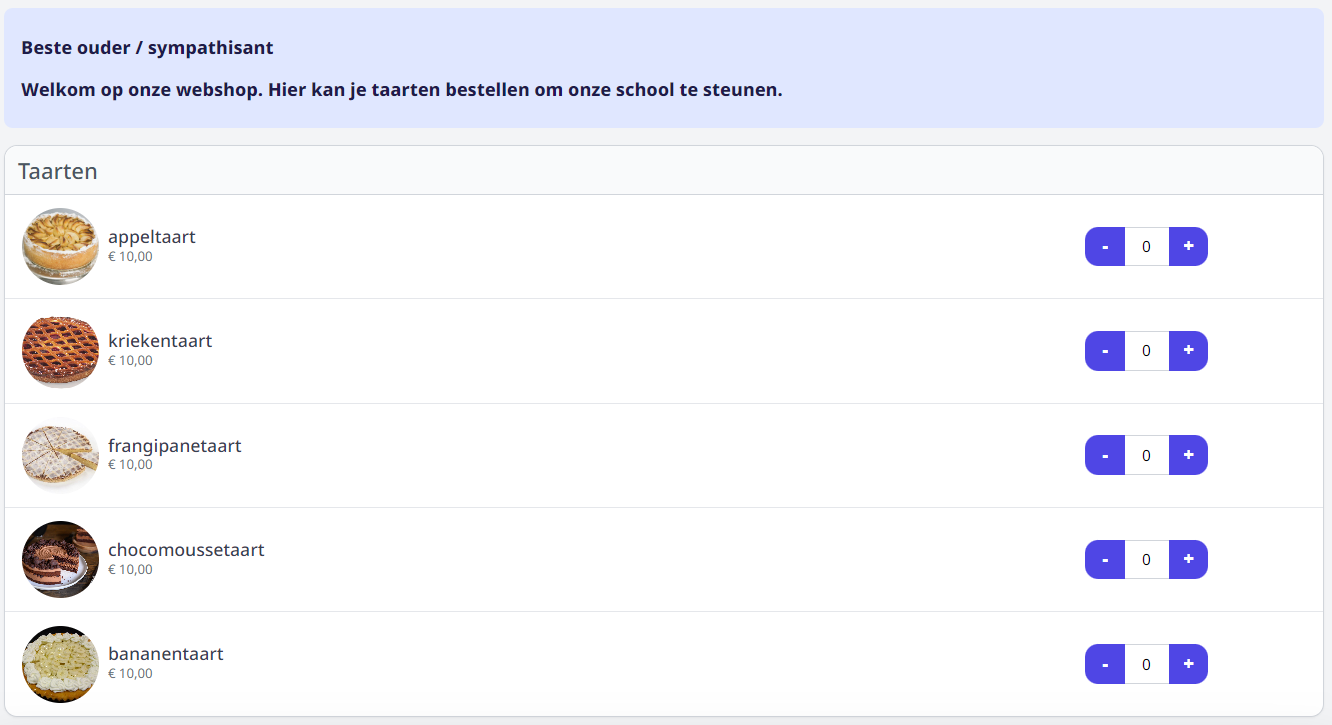 Beste ouder / sympathisant
Welkom op onze webshop. Hier kan je taarten bestellen om onze school te steunen.
Taarten
appeltaart
€ 10,00
- 0 +
kriekentaart
€ 10,00
- 0 +
frangipanetaart
€ 10,00
- 0 +
chocomoussetaart
€ 10,00
- 0 +
bananentaart
€ 10,00
- 0 +